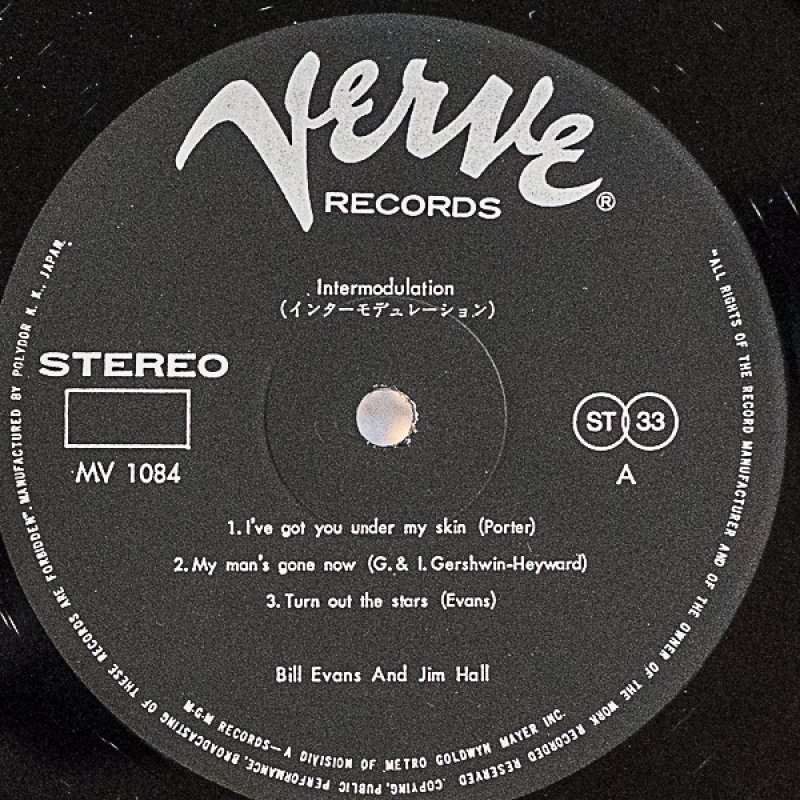 Verve
RECORDS ®
Intermodulation
(インターモデュレーション)
STEREO
MV 1084
ST 33
A
1. I've got you under my skin (Porter)
2. My man's gone now (G. & I. Gershwin-Heyward)
3. Turn out the stars (Evans)
Bill Evans And Jim Hall
M-G-M RECORDS—A DIVISION OF METRO GOLDWYN MAYER INC.
"ALL RIGHTS OF THE RECORD MANUFACTURER AND OF THE OWNER OF THE WORK RECORDED RESERVED. COPYING, PUBLIC PERFORMANCE, BROADCASTING OF THESE RECORDS ARE FORBIDDEN". MANUFACTURED BY POLYDOR K. K., JAPAN.